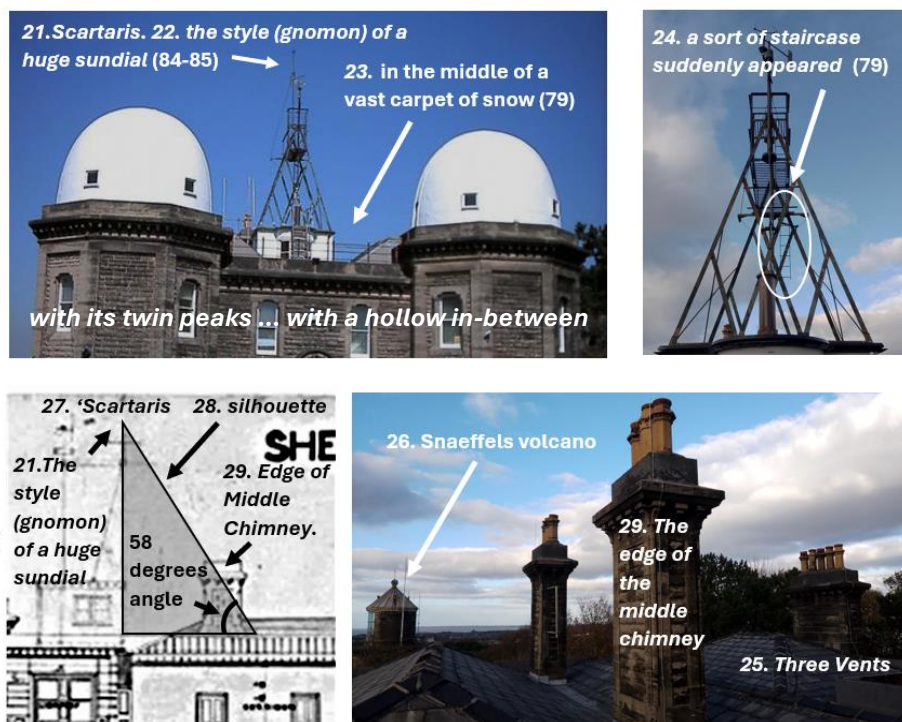 21.Scartaris. 22. the style (gnomon) of a
huge sundial (84-85)
23. in the middle of a
vast carpet of snow (79)
with its twin peaks ... with a hollow in-between
24. a sort of staircase
suddenly appeared (79)
27. ‘Scartaris
28. silhouette
SHE
21.The
style
(gnomon)
of a huge
sundial
29. Edge of
Middle
Chimney.
58
degrees
angle
26. Snaeffels volcano
29. The
edge of
the
middle
chimney
25. Three Vents